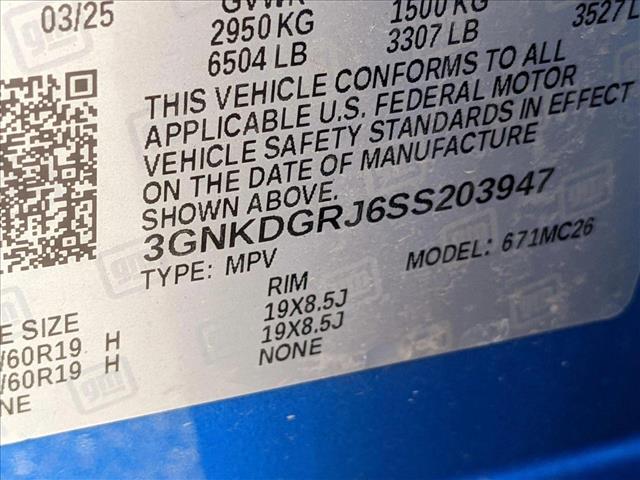 03/25 GVWR
2950 KG 1500 KG
6504 LB 3307 LB 3527 L
THIS VEHICLE CONFORMS TO ALL
APPLICABLE U.S. FEDERAL MOTOR
VEHICLE SAFETY STANDARDS IN EFFECT
ON THE DATE OF MANUFACTURE
SHOWN ABOVE.
3GNKDGRJ6SS203947
TYPE: MPV MODEL: 671MC26
E SIZE RIM
/60R19 H 19X8.5J
/60R19 H 19X8.5J
NE NONE
gm